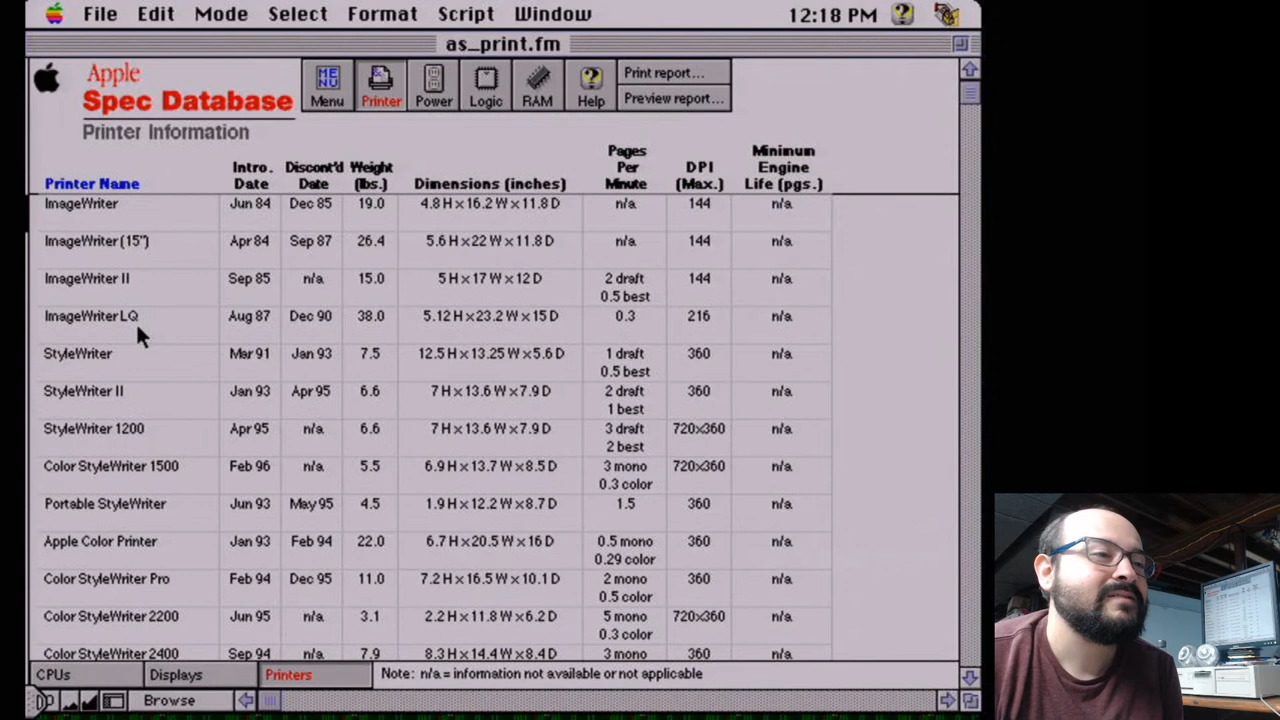 File Edit Mode Select Format Script Window 12:18 PM
as_print.fm
Apple
Spec Database
Printer Information
MENU Menu Printer Power Logic RAM Help
Print report...
Preview report...
Printer Name Intro. Date Discont'd Date Weight (lbs.) Dimensions (inches) Pages Per Minute DPI (Max.) Minimum Engine Life (pgs.)
ImageWriter Jun 84 Dec 85 19.0 4.8 H×16.2 W×11.8 D n/a 144 n/a
ImageWriter (15") Apr 84 Sep 87 26.4 5.6 H×22 W×11.8 D n/a 144 n/a
ImageWriter II Sep 85 n/a 15.0 5 H×17 W×12 D 2 draft 144 n/a
0.5 best
ImageWriter LQ Aug 87 Dec 90 38.0 5.12 H×23.2 W×15 D 0.3 216 n/a
StyleWriter Mar 91 Jan 93 7.5 12.5 H×13.25 W×5.6 D 1 draft 360 n/a
0.5 best
StyleWriter II Jan 93 Apr 95 6.6 7 H×13.6 W×7.9 D 2 draft 360 n/a
1 best
StyleWriter 1200 Apr 95 n/a 6.6 7 H×13.6 W×7.9 D 3 draft 720x360 n/a
2 best
Color StyleWriter 1500 Feb 96 n/a 5.5 6.9 H×13.7 W×8.5 D 3 mono 720x360 n/a
0.3 color
Portable StyleWriter Jun 93 May 95 4.5 1.9 H×12.2 W×8.7 D 1.5 360 n/a
Apple Color Printer Jan 93 Feb 94 22.0 6.7 H×20.5 W×16 D 0.5 mono 360 n/a
0.29 color
Color StyleWriter Pro Feb 94 Dec 95 11.0 7.2 H×16.5 W×10.1 D 2 mono 360 n/a
0.5 color
Color StyleWriter 2200 Jun 95 n/a 3.1 2.2 H×11.8 W×6.2 D 5 mono 720x360 n/a
0.3 color
Color StyleWriter 2400 Sep 94 n/a 7.9 8.3 H×14.4 W×8.4 D 3 mono 360 n/a
CPUs Displays Printers Note: n/a = information not available or not applicable
Browse